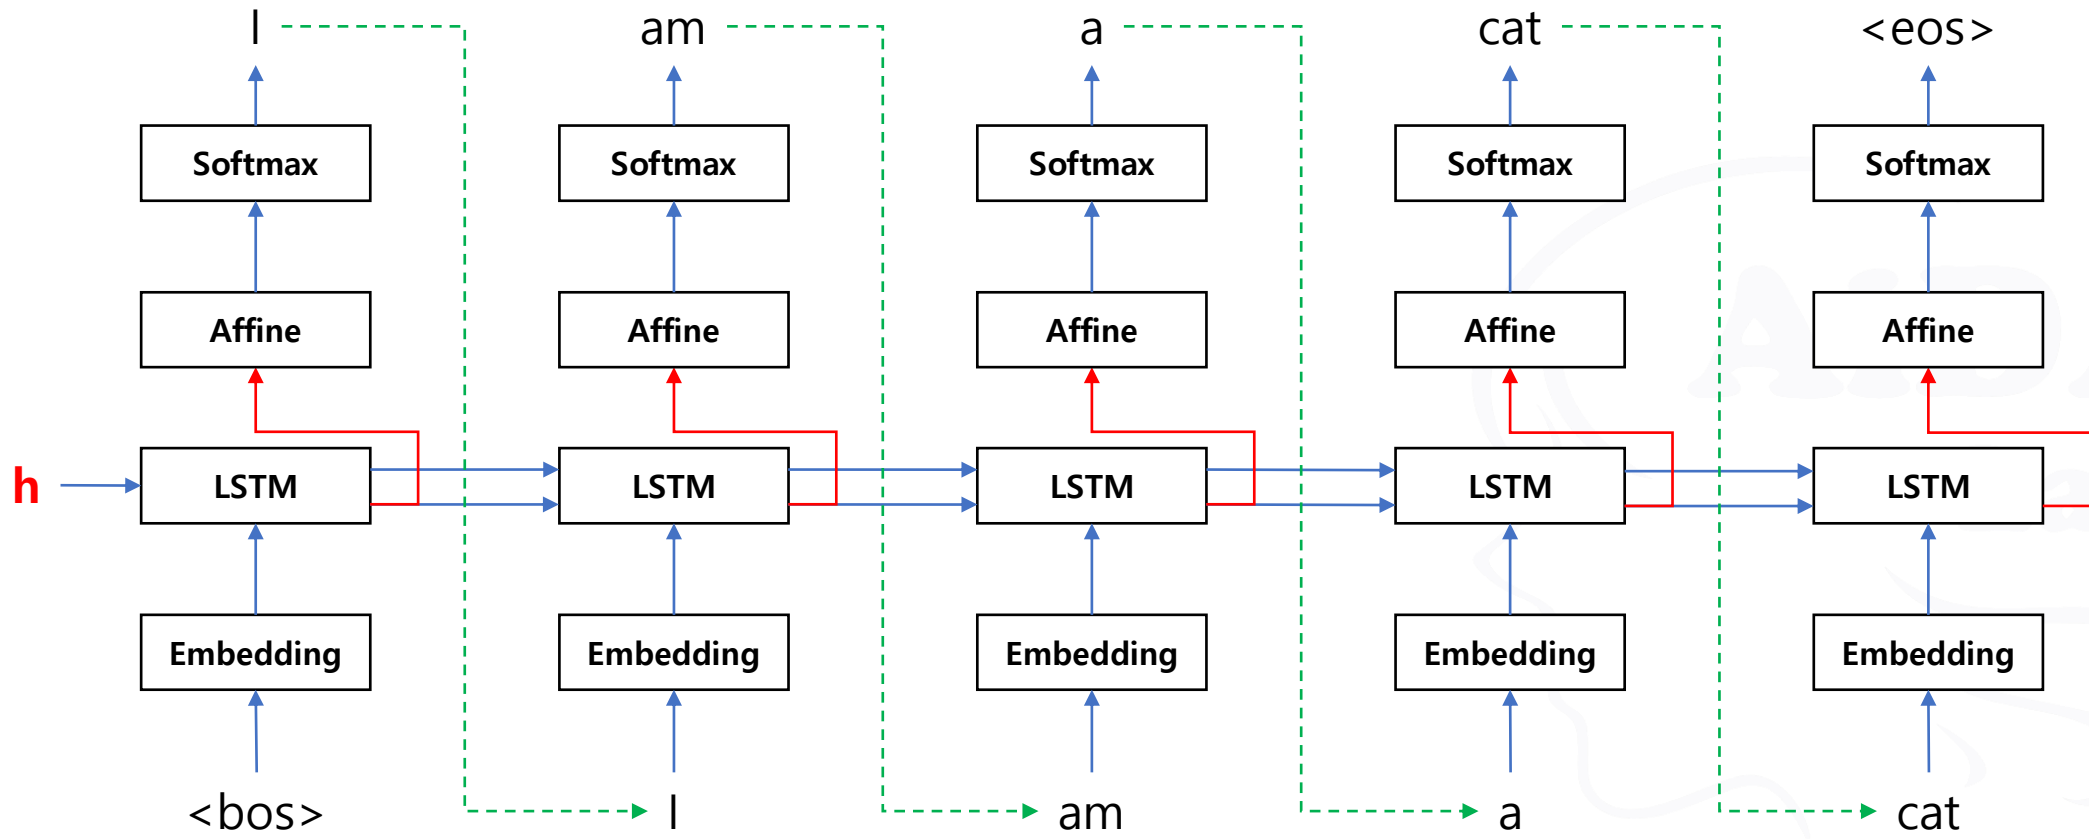 I am a cat <eos>
Softmax Softmax Softmax Softmax Softmax
Affine Affine Affine Affine Affine
h LSTM LSTM LSTM LSTM LSTM
Embedding Embedding Embedding Embedding Embedding
<bos> I am a cat